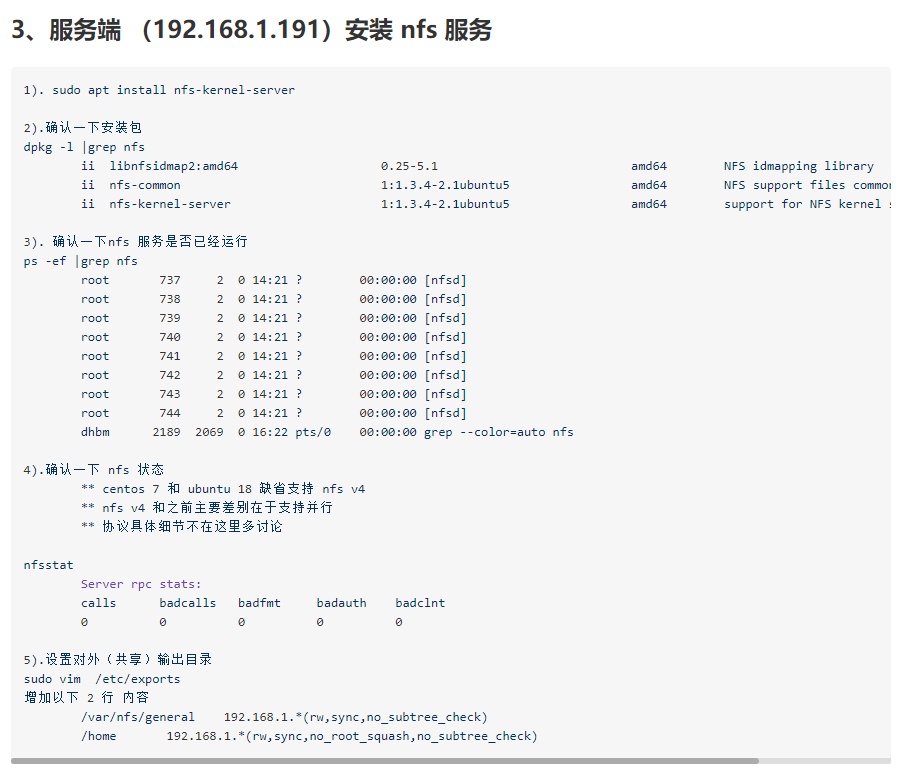 3、服务端 （192.168.1.191）安装 nfs 服务
1). sudo apt install nfs-kernel-server
2).确认一下安装包
dpkg -l |grep nfs
ii  libnfsidmap2:amd64                    0.25-5.1                           amd64        NFS idmapping library
ii  nfs-common                            1:1.3.4-2.1ubuntu5                 amd64        NFS support files common
ii  nfs-kernel-server                     1:1.3.4-2.1ubuntu5                 amd64        support for NFS kernel
3). 确认一下nfs 服务是否已经运行
ps -ef |grep nfs
root       737     2  0 14:21 ?        00:00:00 [nfsd]
root       738     2  0 14:21 ?        00:00:00 [nfsd]
root       739     2  0 14:21 ?        00:00:00 [nfsd]
root       740     2  0 14:21 ?        00:00:00 [nfsd]
root       741     2  0 14:21 ?        00:00:00 [nfsd]
root       742     2  0 14:21 ?        00:00:00 [nfsd]
root       743     2  0 14:21 ?        00:00:00 [nfsd]
root       744     2  0 14:21 ?        00:00:00 [nfsd]
dhbm      2189  2069  0 16:22 pts/0    00:00:00 grep --color=auto nfs
4).确认一下 nfs 状态
** centos 7 和 ubuntu 18 缺省支持 nfs v4
** nfs v4 和之前主要差别在于支持并行
** 协议具体细节不在这里多讨论
nfsstat
Server rpc stats:
calls      badcalls   badfmt     badauth    badclnt
0          0          0          0          0
5).设置对外（共享）输出目录
sudo vim  /etc/exports
增加以下 2 行 内容
/var/nfs/general    192.168.1.*(rw,sync,no_subtree_check)
/home       192.168.1.*(rw,sync,no_root_squash,no_subtree_check)